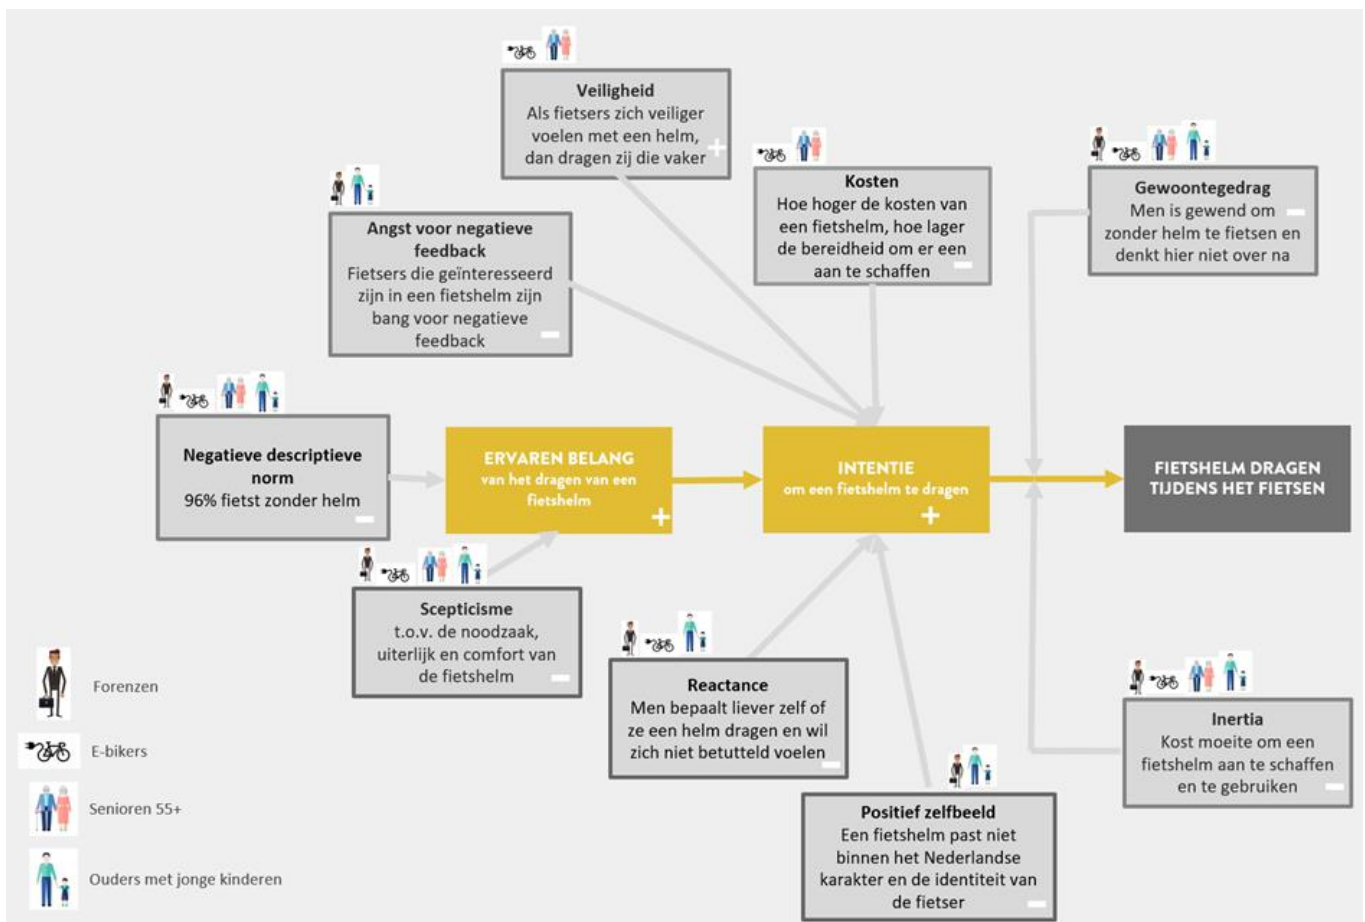 Veiligheid
Als fietsers zich veiliger
voelen met een helm,
dan dragen zij die vaker
+
Kosten
Hoe hoger de kosten van
een fietshelm, hoe lager
de bereidheid om er een
aan te schaffen
-
Gewoontegedrag
Men is gewend om
zonder helm te fietsen en
denkt hier niet over na
-
Angst voor negatieve
feedback
Fietsers die geïnteresseerd
zijn in een fietshelm zijn
bang voor negatieve
feedback
-
Negatieve descriptieve
norm
96% fietst zonder helm
-
ERVAREN BELANG
van het dragen van een
fietshelm
+
INTENTIE
om een fietshelm te dragen
+
FIETSHELM DRAGEN
TIJDENS HET FIETSEN
Scepticisme
t.o.v. de noodzaak,
uiterlijk en comfort van
de fietshelm
-
Reactance
Men bepaalt liever zelf of
ze een helm dragen en wil
zich niet betutteld voelen
-
Positief zelfbeeld
Een fietshelm past niet
binnen het Nederlandse
karakter en de identiteit van
de fietser
-
Inertia
Kost moeite om een
fietshelm aan te schaffen
en te gebruiken
-
Forenzen
E-bikers
Senioren 55+
Ouders met jonge kinderen